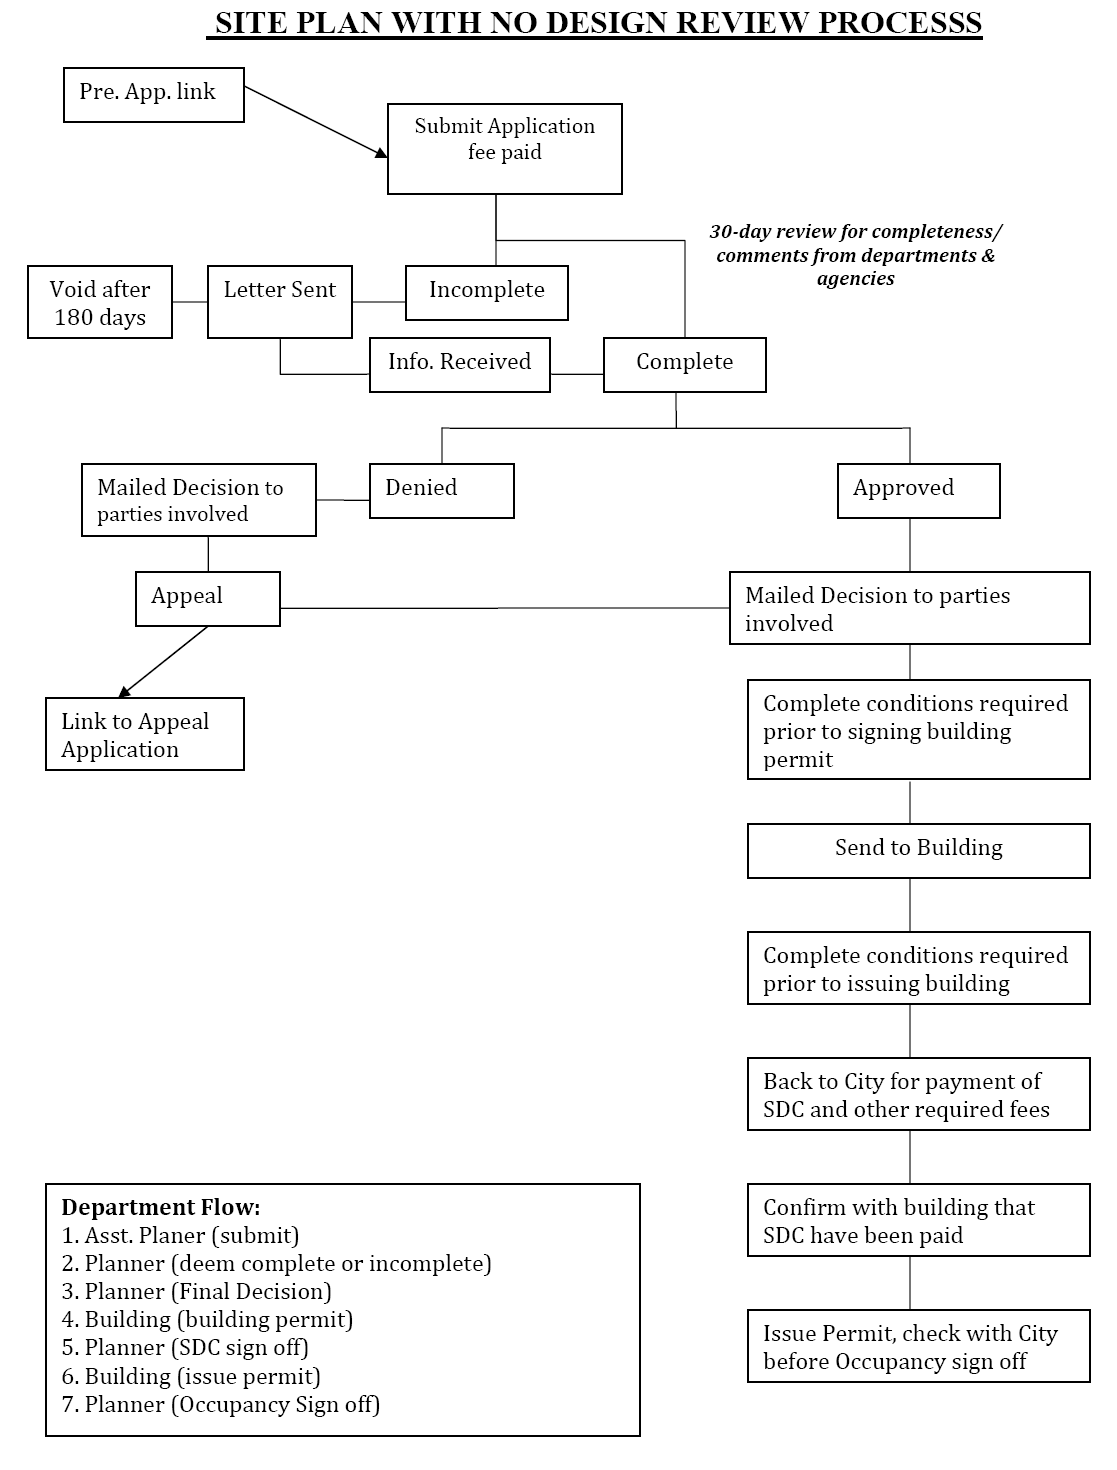 SITE PLAN WITH NO DESIGN REVIEW PROCESSS
Pre. App. link
Submit Application
fee paid
30-day review for completeness/
comments from departments &
agencies
Void after
180 days
Letter Sent
Incomplete
Info. Received
Complete
Mailed Decision to
parties involved
Denied
Approved
Appeal
Mailed Decision to parties
involved
Link to Appeal
Application
Complete conditions required
prior to signing building
permit
Send to Building
Complete conditions required
prior to issuing building
Back to City for payment of
SDC and other required fees
Confirm with building that
SDC have been paid
Issue Permit, check with City
before Occupancy sign off
Department Flow:
1. Asst. Planer (submit)
2. Planner (deem complete or incomplete)
3. Planner (Final Decision)
4. Building (building permit)
5. Planner (SDC sign off)
6. Building (issue permit)
7. Planner (Occupancy Sign off)